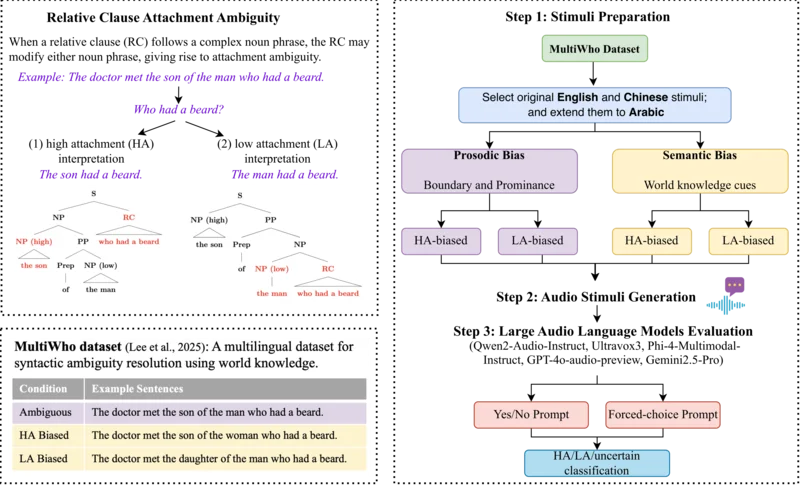 Relative Clause Attachment Ambiguity
When a relative clause (RC) follows a complex noun phrase, the RC may
modify either noun phrase, giving rise to attachment ambiguity.
Example: The doctor met the son of the man who had a beard.
Who had a beard?
(1) high attachment (HA)
interpretation
The son had a beard.
(2) low attachment (LA)
interpretation
The man had a beard.
S
NP
RC
NP (high)
PP
who had a beard
the son
Prep
NP (low)
of
the man
S
NP (high)
PP
the son
Prep
NP
of
NP (low)
RC
the man
who had a beard
MultiWho dataset (Lee et al., 2025): A multilingual dataset for
syntactic ambiguity resolution using world knowledge.
Condition Example Sentences
Ambiguous The doctor met the son of the man who had a beard.
HA Biased The doctor met the son of the woman who had a beard.
LA Biased The doctor met the daughter of the man who had a beard.
Step 1: Stimuli Preparation
MultiWho Dataset
Select original English and Chinese stimuli;
and extend them to Arabic
Prosodic Bias
Boundary and Prominance
Semantic Bias
World knowledge cues
HA-biased
LA-biased
HA-biased
LA-biased
Step 2: Audio Stimuli Generation
Step 3: Large Audio Language Models Evaluation
(Qwen2-Audio-Instruct, Ultravox3, Phi-4-Multimodal-
Instruct, GPT-4o-audio-preview, Gemini2.5-Pro)
Yes/No Prompt
Forced-choice Prompt
HA/LA/uncertain
classification